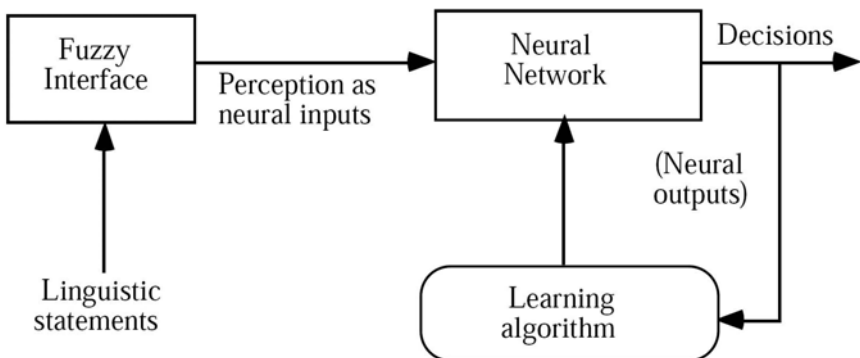 Fuzzy
Interface
Perception as
neural inputs
Neural
Network
Decisions
(Neural
outputs)
Linguistic
statements
Learning
algorithm